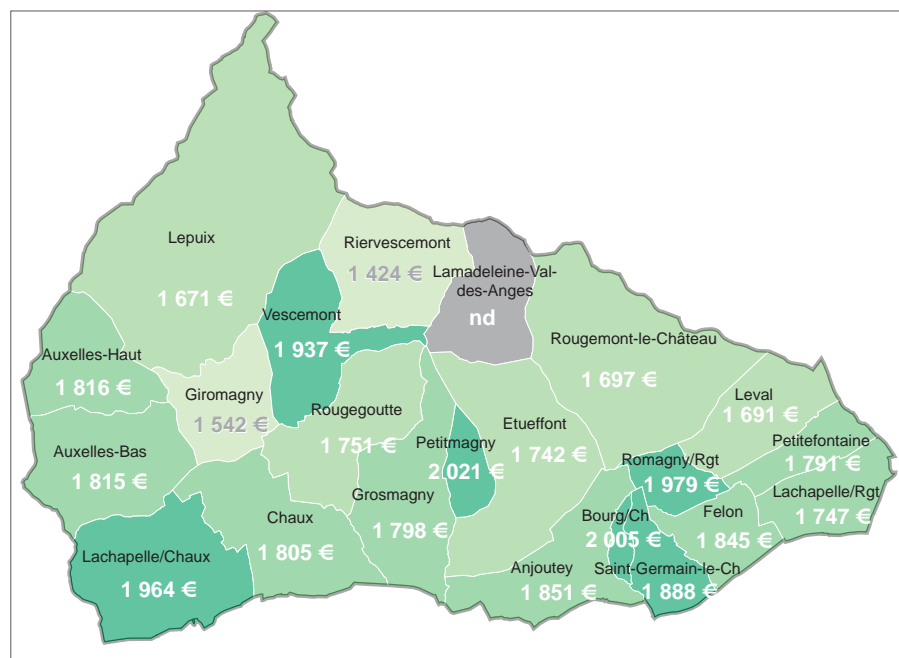 Lepuix
1 671 €
Riervescemont
1 424 €
Lamadeleine-Val-
des-Anges
nd
Vescemont
1 937 €
Rougemont-le-Château
1 697 €
Auxelles-Haut
1 816 €
Giromagny
1 542 €
Rougegoutte
1 751 €
Leval
1 691 €
Auxelles-Bas
1 815 €
Petitmagny
2 021 €
Etueffont
1 742 €
Petitefontaine
1 791 €
Romagny/Rgt
1 979 €
Grosmagny
1 798 €
Lachapelle/Rgt
1 747 €
Chaux
1 805 €
Bourg/Ch
2 005 €
Felon
1 845 €
Lachapelle/Chaux
1 964 €
Anjoutey
1 851 €
Saint-Germain-le-Ch
1 888 €